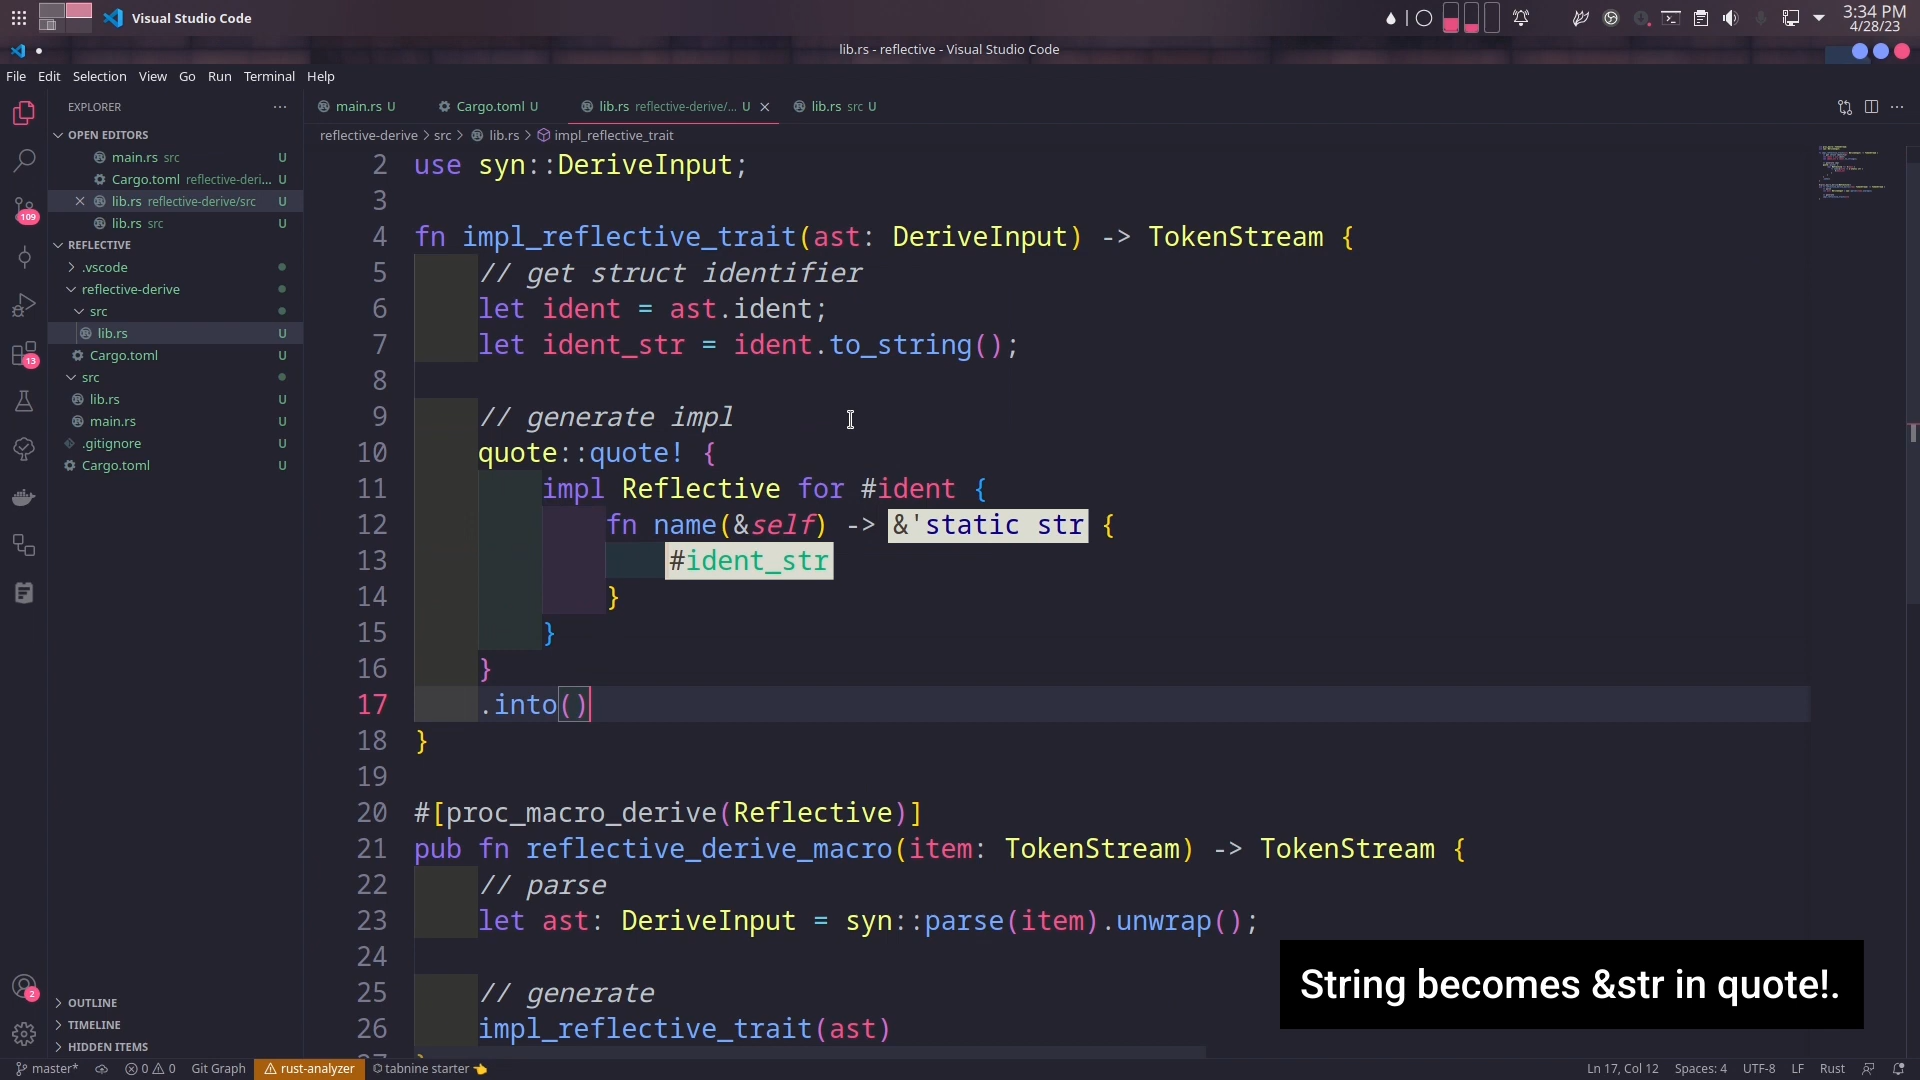 Visual Studio Code
3:34 PM
4/28/23
lib.rs - reflective - Visual Studio Code
File Edit Selection View Go Run Terminal Help
EXPLORER
OPEN EDITORS
main.rs src U
Cargo.toml reflective-deri... U
lib.rs reflective-derive/src U
lib.rs src U
REFLECTIVE
.vscode
reflective-derive
src
lib.rs U
Cargo.toml U
src
lib.rs U
main.rs U
.gitignore U
Cargo.toml U
OUTLINE
TIMELINE
HIDDEN ITEMS
109
13
2
main.rs U Cargo.toml U lib.rs reflective-derive/... U lib.rs src U
reflective-derive > src > lib.rs > impl_reflective_trait
2 use syn::DeriveInput;
3
4 fn impl_reflective_trait(ast: DeriveInput) -> TokenStream {
5 // get struct identifier
6 let ident = ast.ident;
7 let ident_str = ident.to_string();
8
9 // generate impl
10 quote::quote! {
11 impl Reflective for #ident {
12 fn name(&self) -> &'static str {
13 #ident_str
14 }
15 }
16 }
17 .into()
18 }
19
20 #[proc_macro_derive(Reflective)]
21 pub fn reflective_derive_macro(item: TokenStream) -> TokenStream {
22 // parse
23 let ast: DeriveInput = syn::parse(item).unwrap();
24
25 // generate
26 impl_reflective_trait(ast)
27 }
String becomes &str in quote!.
master* 0 0 Git Graph rust-analyzer tabnine starter Ln 17, Col 12 Spaces: 4 UTF-8 LF Rust